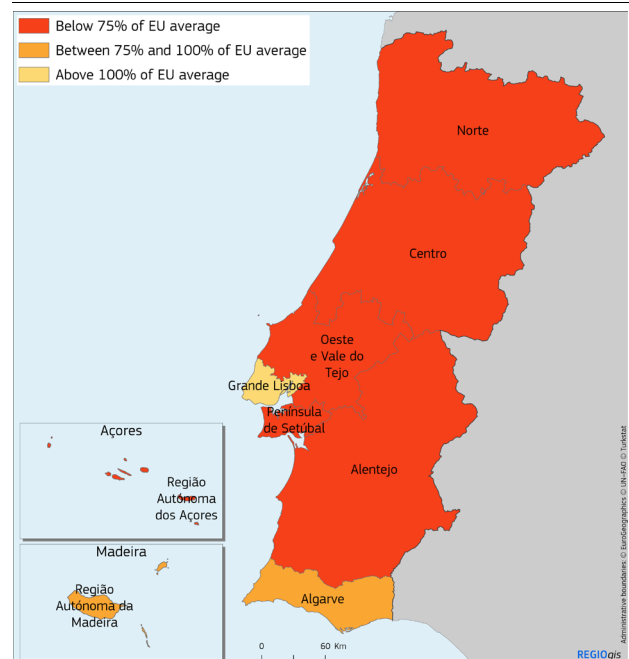 Below 75% of EU average
Between 75% and 100% of EU average
Above 100% of EU average
Norte
Centro
Oeste
e Vale do
Tejo
Grande Lisboa
Península
de Setúbal
Alentejo
Algarve
Açores
Região
Autónoma
dos Açores
Madeira
Região
Autónoma da
Madeira
0 60 Km
Administrative boundaries: © EuroGeographics © UN-FAO © Turkstat
REGIOgis